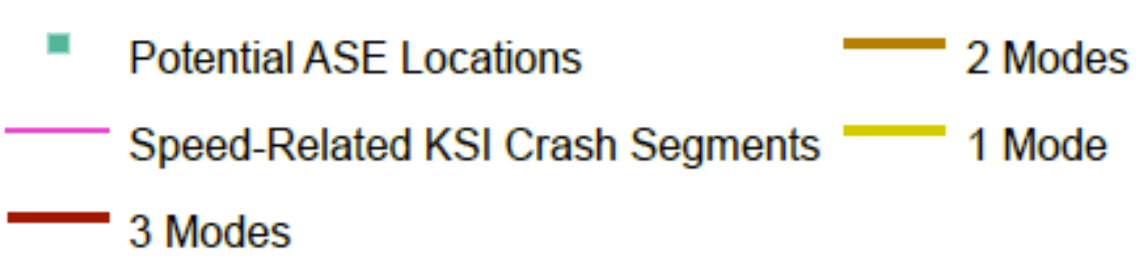 Potential ASE Locations
Speed-Related KSI Crash Segments
3 Modes
2 Modes
1 Mode